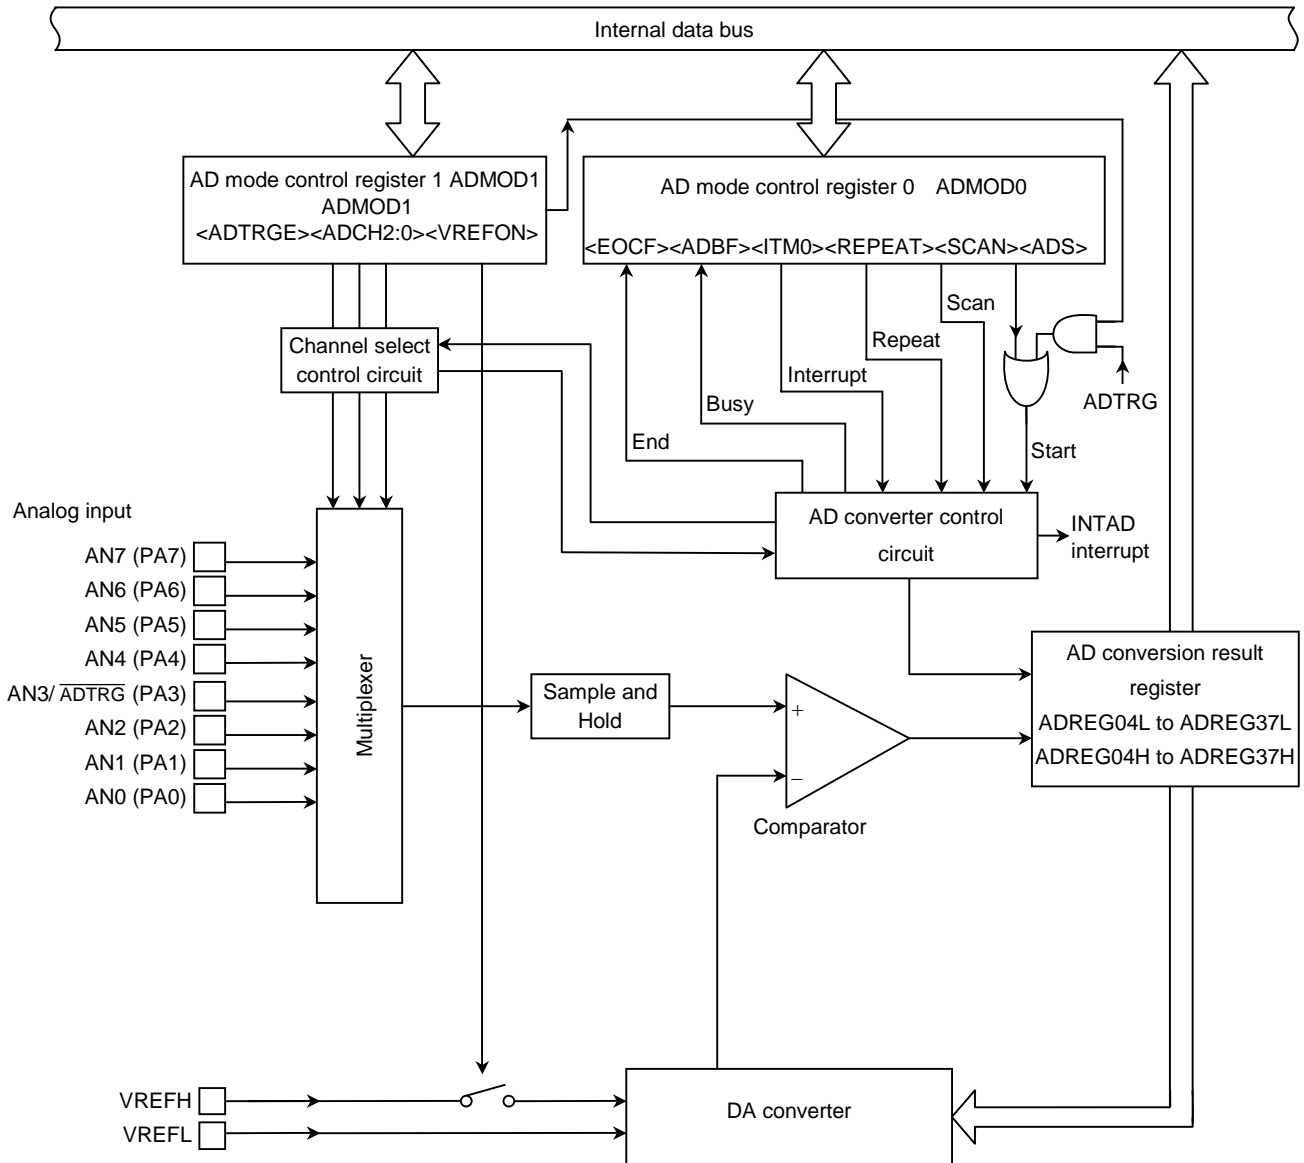 Internal data bus
AD mode control register 1 ADMOD1
ADMOD1
<ADTRGE><ADCH2:0><VREFON>
AD mode control register 0 ADMOD0
<EOCF><ADBF><ITM0><REPEAT><SCAN><ADS>
Scan
Channel select
control circuit
Repeat
Interrupt
ADTRG
Busy
End
Start
Analog input
AD converter control
circuit
INTAD
interrupt
AN7 (PA7)
AN6 (PA6)
AN5 (PA5)
AN4 (PA4)
AN3/ ADTRG (PA3)
AN2 (PA2)
AN1 (PA1)
AN0 (PA0)
Multiplexer
Sample and
Hold
+
−
Comparator
AD conversion result
register
ADREG04L to ADREG37L
ADREG04H to ADREG37H
VREFH
VREFL
DA converter